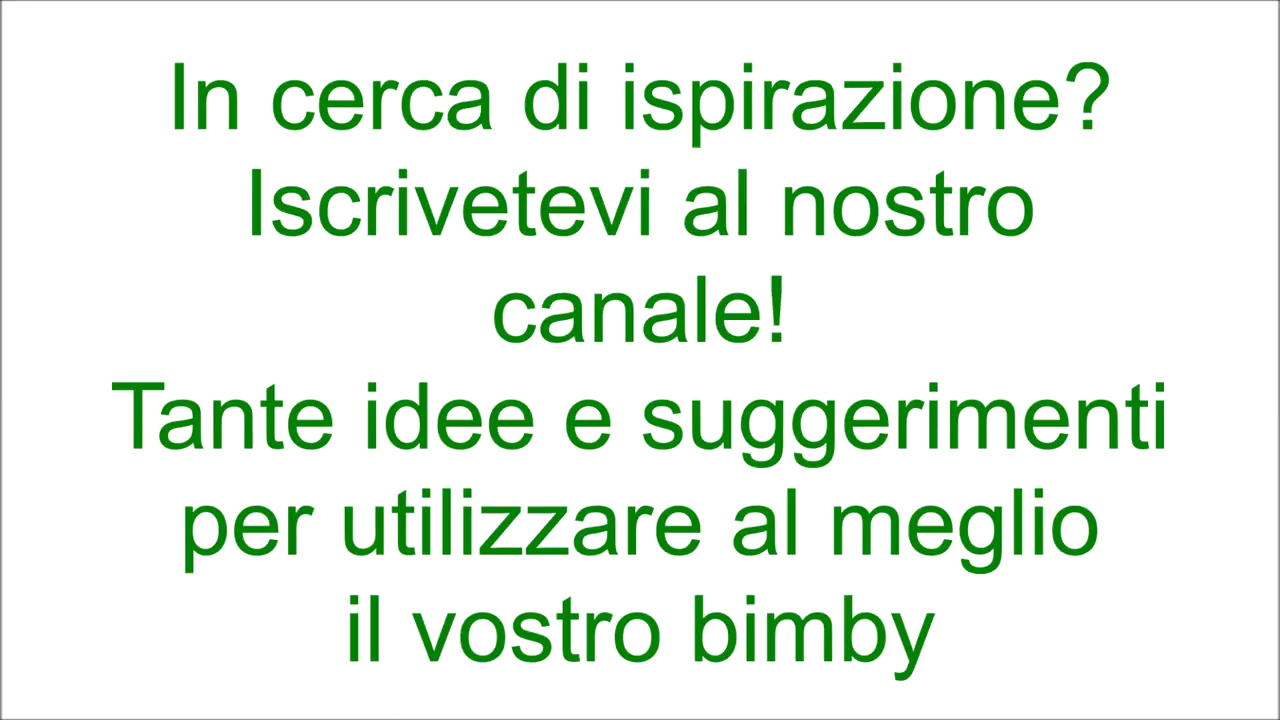 In cerca di ispirazione?
Iscrivetevi al nostro
canale!
Tante idee e suggerimenti
per utilizzare al meglio
il vostro bimby